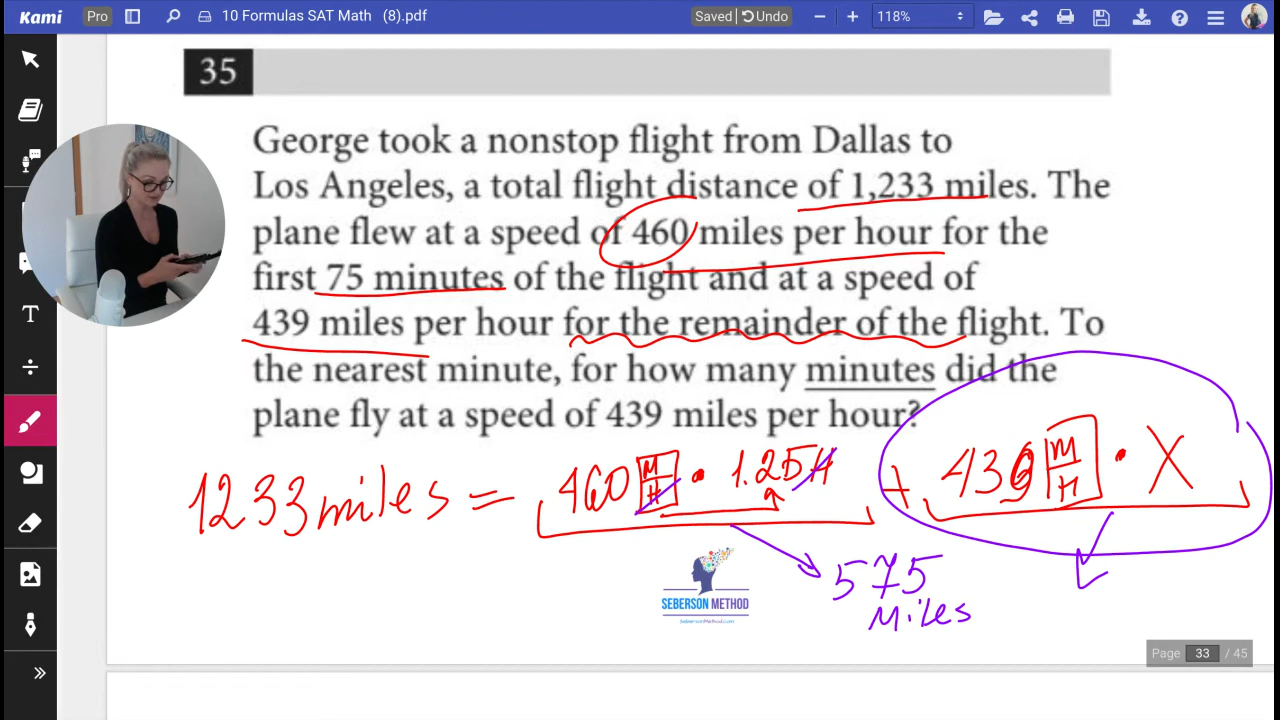 Kami Pro 10 Formulas SAT Math (8).pdf Saved Undo 118%
35
George took a nonstop flight from Dallas to
Los Angeles, a total flight distance of 1,233 miles. The
plane flew at a speed of 460 miles per hour for the
first 75 minutes of the flight and at a speed of
439 miles per hour for the remainder of the flight. To
the nearest minute, for how many minutes did the
plane fly at a speed of 439 miles per hour?
1233 miles = 460 M/H · 1.25 H + 439 M/H · X
575
Miles
SEBERSON METHOD
SebersonMethod.com
Page 33 / 45